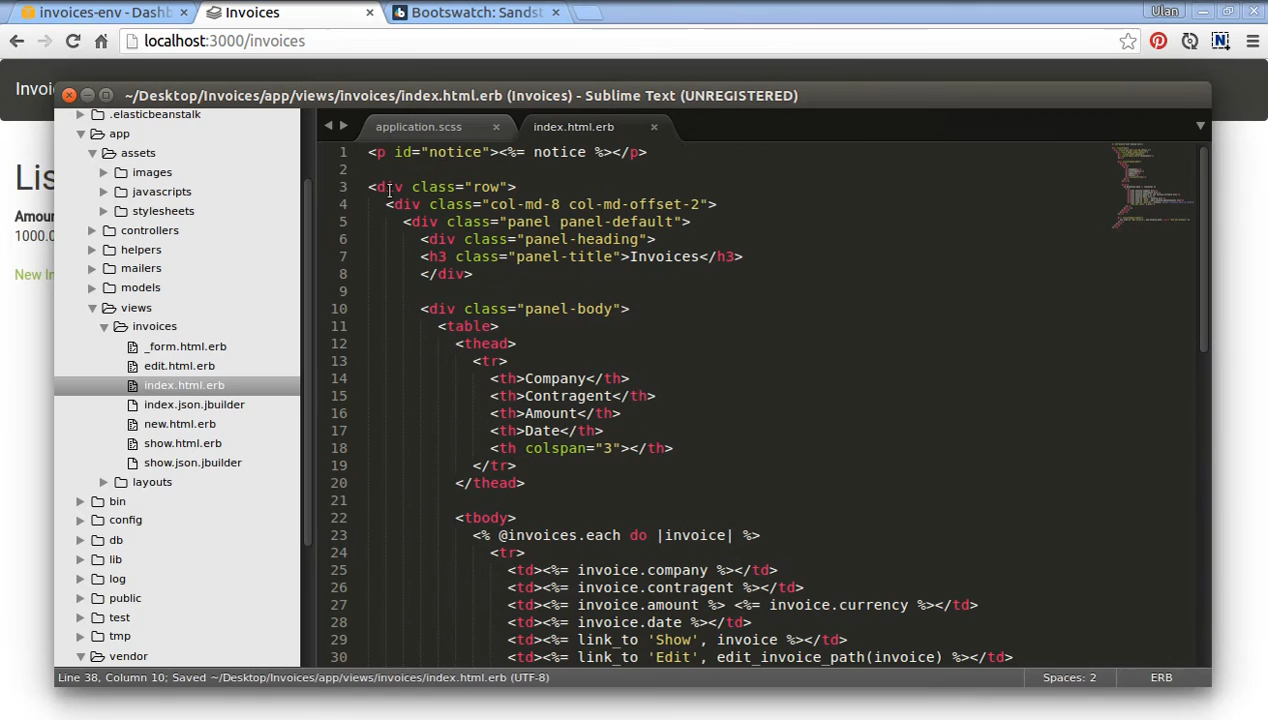 invoices-env - Dashb
Invoices
Bootswatch: Sandst
Ulan
localhost:3000/invoices
Invoi
~/Desktop/Invoices/app/views/invoices/index.html.erb (Invoices) - Sublime Text (UNREGISTERED)
Lis
Amoun
1000.0
New In
.elasticbeanstalk
app
assets
images
javascripts
stylesheets
controllers
helpers
mailers
models
views
invoices
_form.html.erb
edit.html.erb
index.html.erb
index.json.jbuilder
new.html.erb
show.html.erb
show.json.jbuilder
layouts
bin
config
db
lib
log
public
test
tmp
vendor
application.scss
index.html.erb
1 <p id="notice"><%= notice %></p>
2
3 <div class="row">
4 <div class="col-md-8 col-md-offset-2">
5 <div class="panel panel-default">
6 <div class="panel-heading">
7 <h3 class="panel-title">Invoices</h3>
8 </div>
9
10 <div class="panel-body">
11 <table>
12 <thead>
13 <tr>
14 <th>Company</th>
15 <th>Contragent</th>
16 <th>Amount</th>
17 <th>Date</th>
18 <th colspan="3"></th>
19 </tr>
20 </thead>
21
22 <tbody>
23 <% @invoices.each do |invoice| %>
24 <tr>
25 <td><%= invoice.company %></td>
26 <td><%= invoice.contragent %></td>
27 <td><%= invoice.amount %> <%= invoice.currency %></td>
28 <td><%= invoice.date %></td>
29 <td><%= link_to 'Show', invoice %></td>
30 <td><%= link_to 'Edit', edit_invoice_path(invoice) %></td>
Line 38, Column 10; Saved ~/Desktop/Invoices/app/views/invoices/index.html.erb (UTF-8)
Spaces: 2
ERB